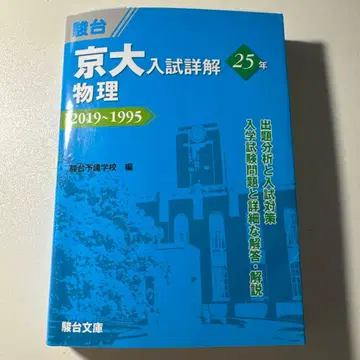 駿台
京大入試詳解 25年
物理
2019~1995
駿台予備学校 編
出題分析と入試対策
入学試験問題と詳細な解答・解説
駿台文庫